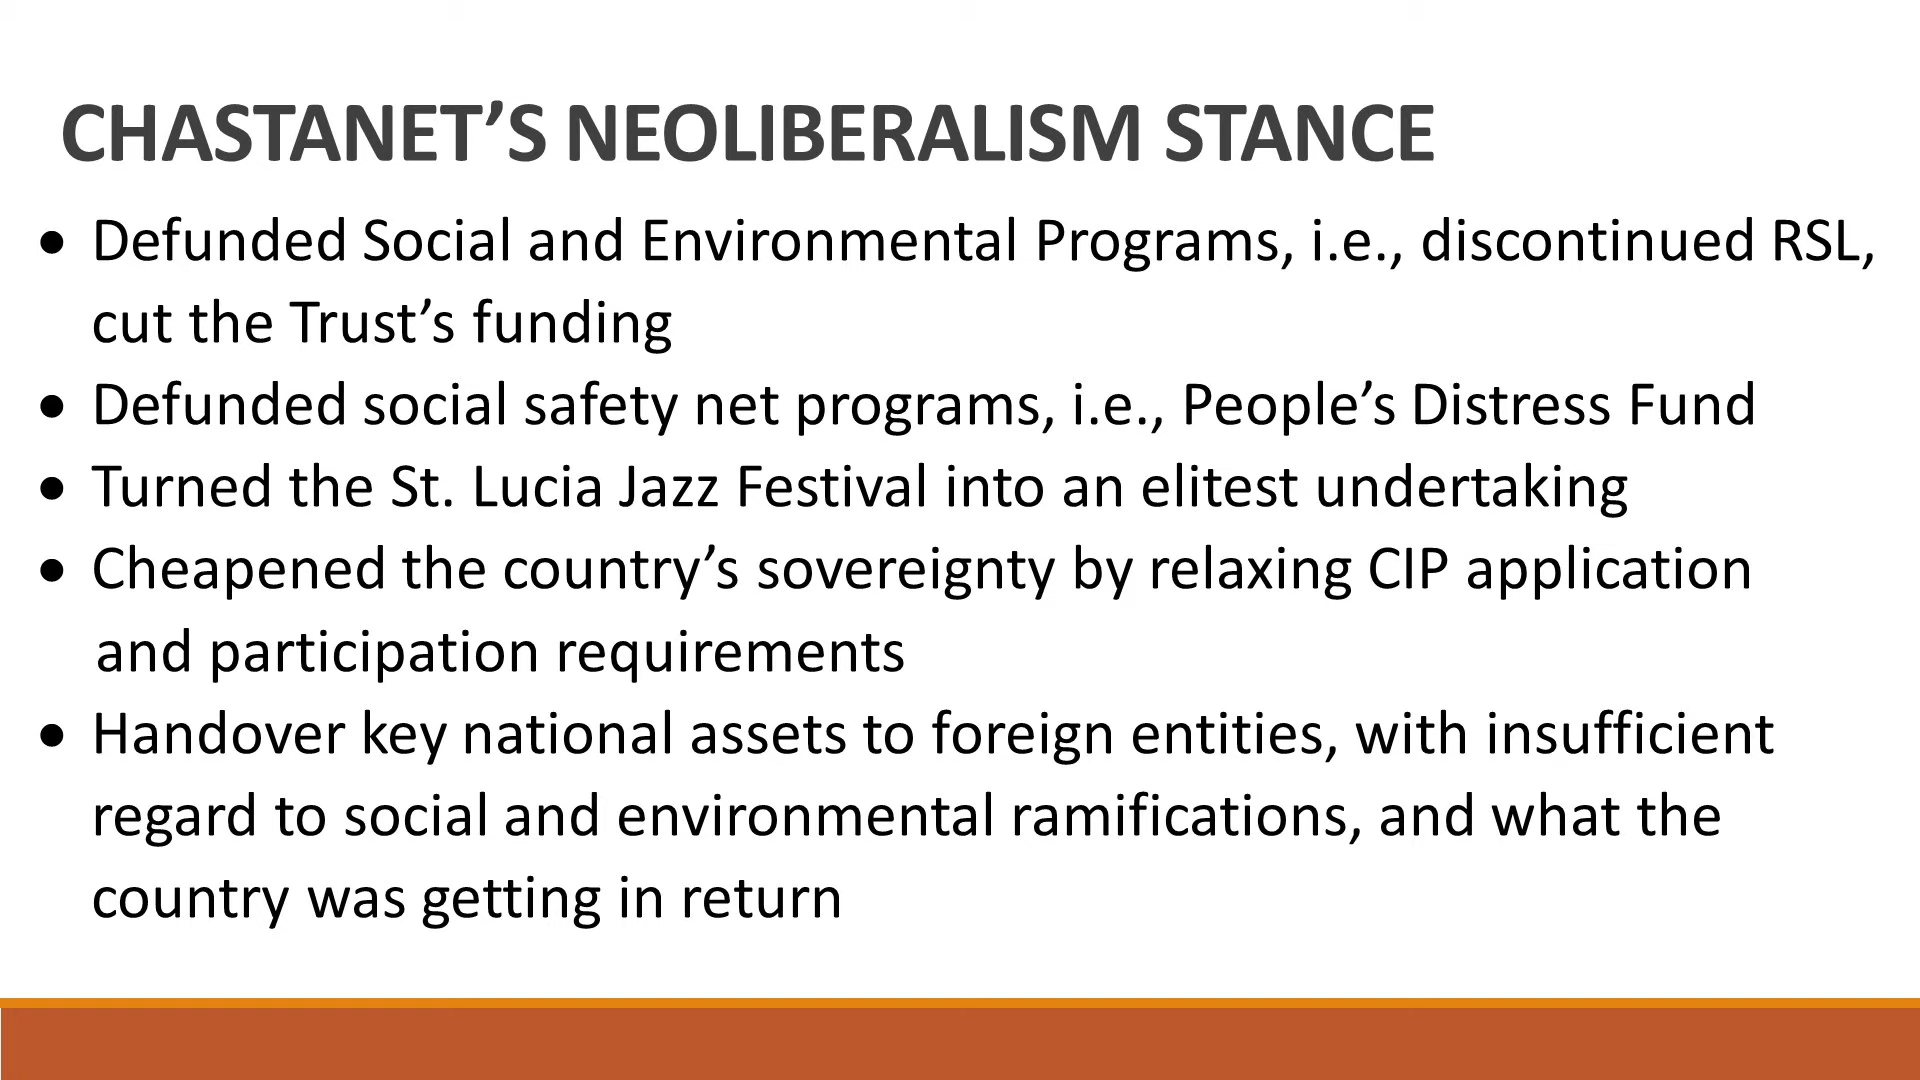 CHASTANET’S NEOLIBERALISM STANCE
• Defunded Social and Environmental Programs, i.e., discontinued RSL,
cut the Trust’s funding
• Defunded social safety net programs, i.e., People’s Distress Fund
• Turned the St. Lucia Jazz Festival into an elitest undertaking
• Cheapened the country’s sovereignty by relaxing CIP application
and participation requirements
• Handover key national assets to foreign entities, with insufficient
regard to social and environmental ramifications, and what the
country was getting in return